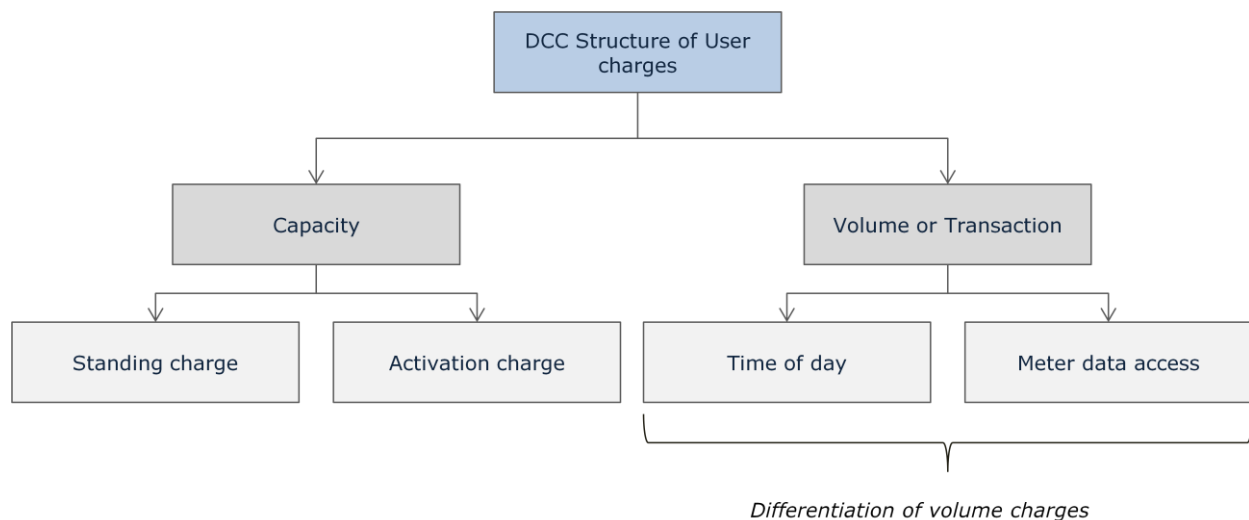 DCC Structure of User
charges
Capacity
Volume or Transaction
Standing charge
Activation charge
Time of day
Meter data access
Differentiation of volume charges